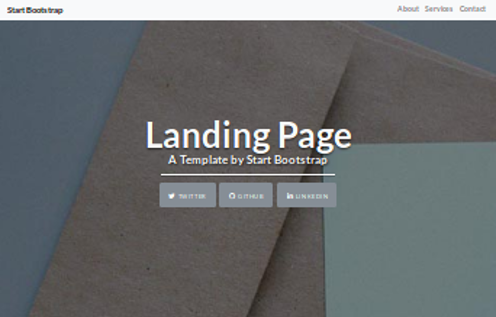 Start Bootstrap
About Services Contact
Landing Page
A Template by Start Bootstrap
TWITTER GITHUB LINKEDIN